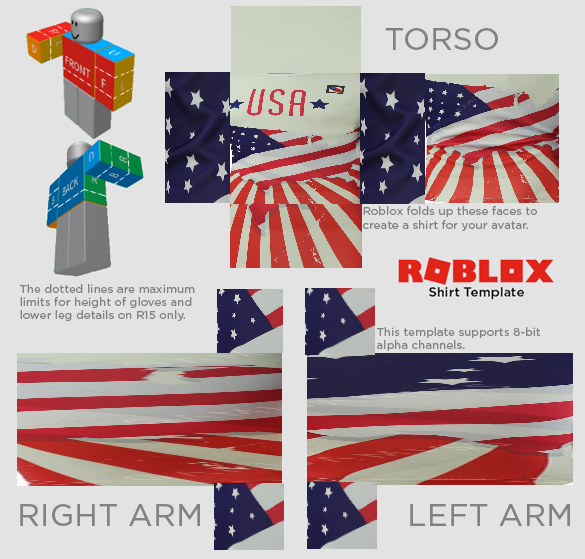 TORSO
FRONT
R
U
F
L
USA
BACK
U
R
Roblox folds up these faces to
create a shirt for your avatar.
ROBLOX
Shirt Template
The dotted lines are maximum
limits for height of gloves and
lower leg details on R15 only.
This template supports 8-bit
alpha channels.
RIGHT ARM
LEFT ARM